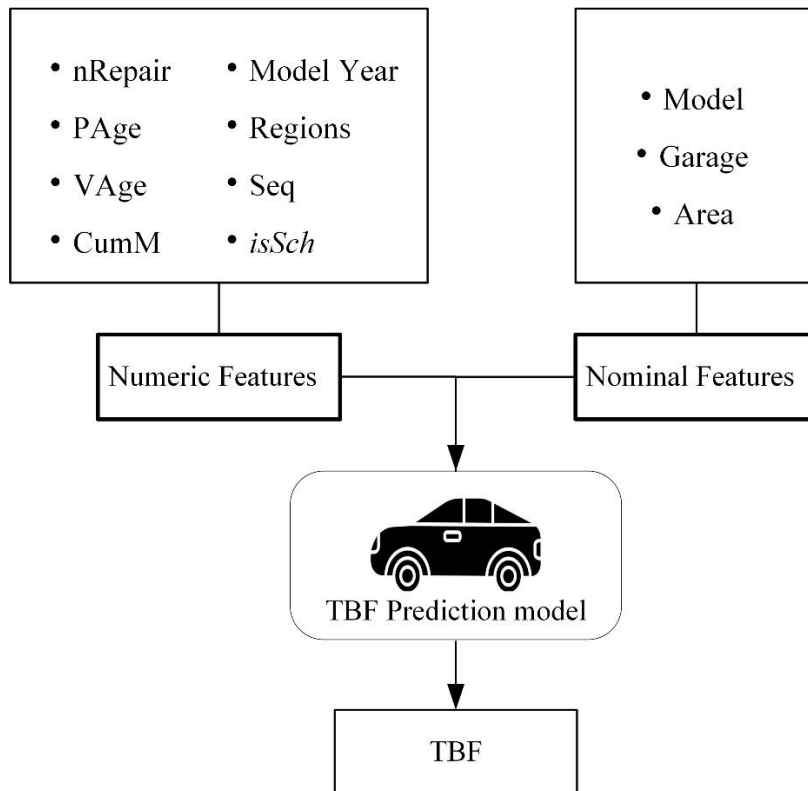 • nRepair
• PAge
• VAge
• CumM
• Model Year
• Regions
• Seq
• isSch
• Model
• Garage
• Area
Numeric Features
Nominal Features
TBF Prediction model
TBF